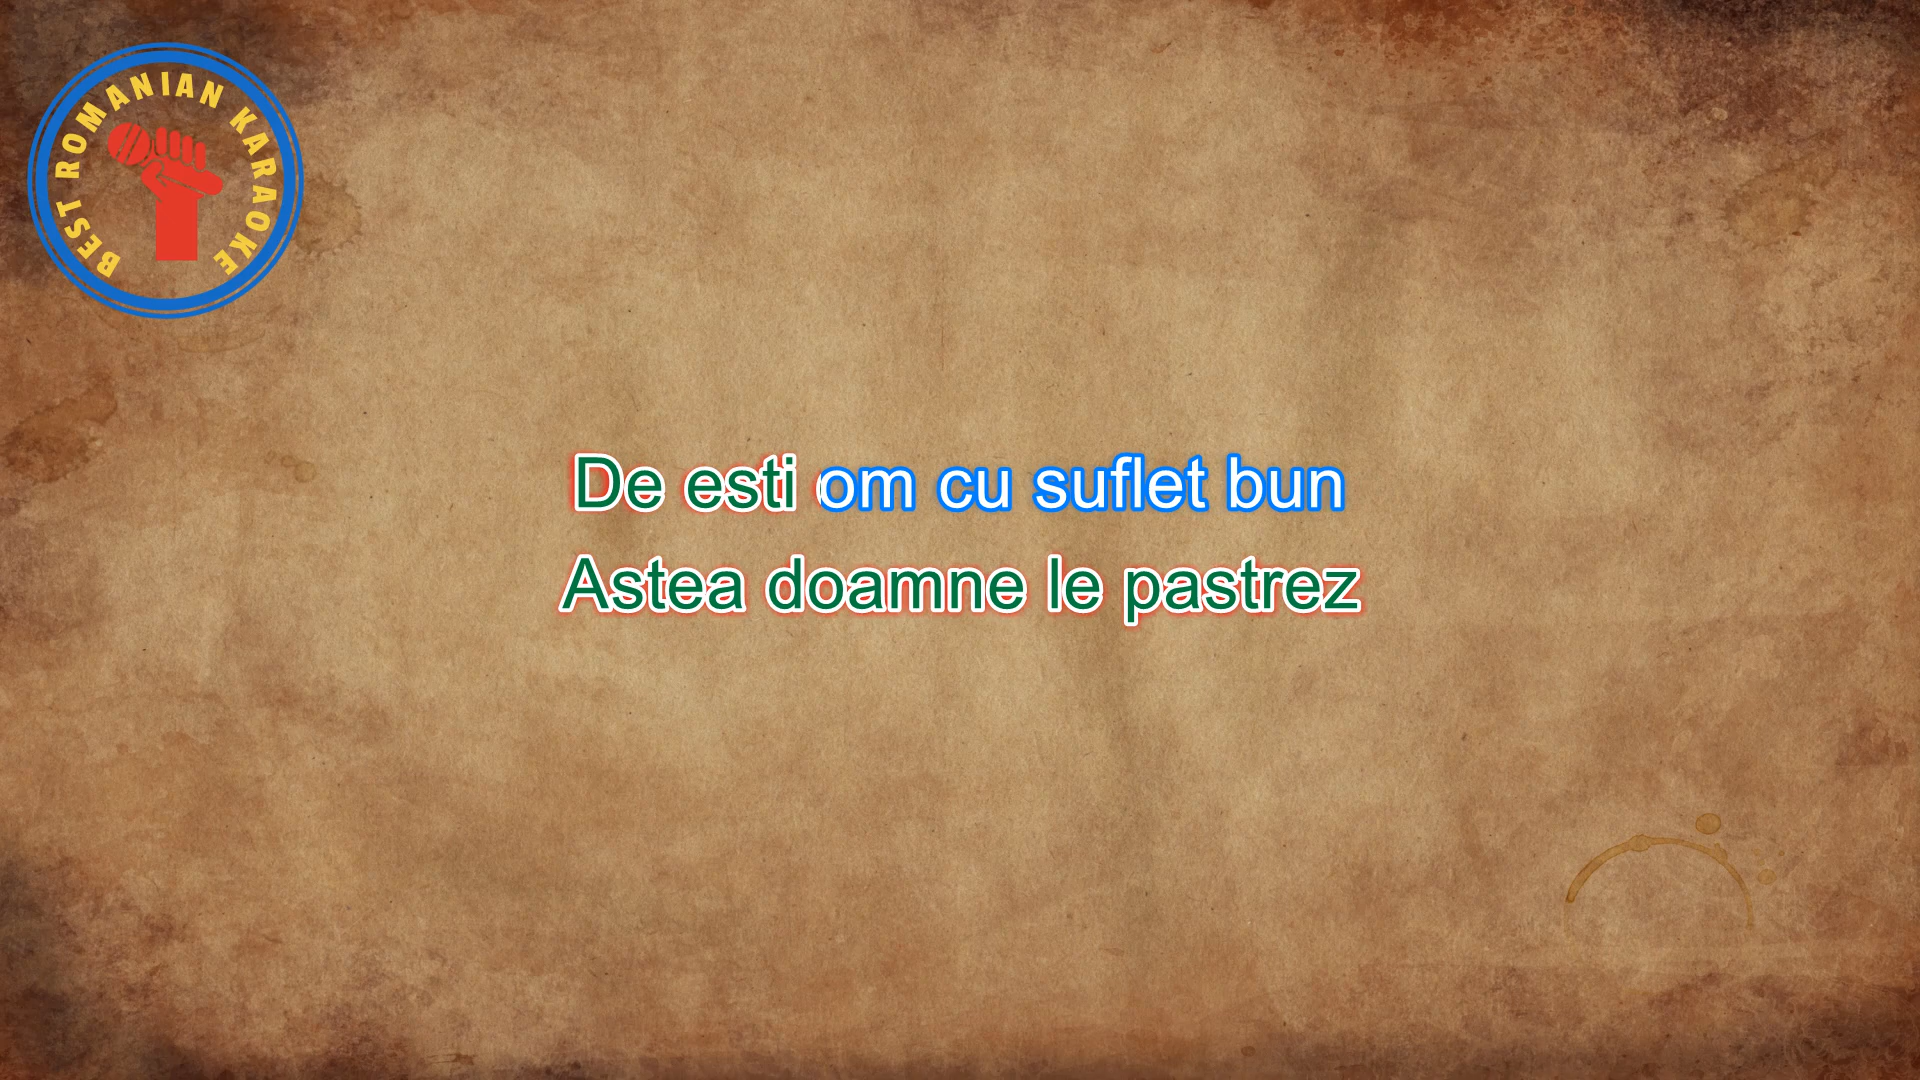 BEST ROMANIAN KARAOKE
De esti om cu suflet bun
Astea doamne le pastrez